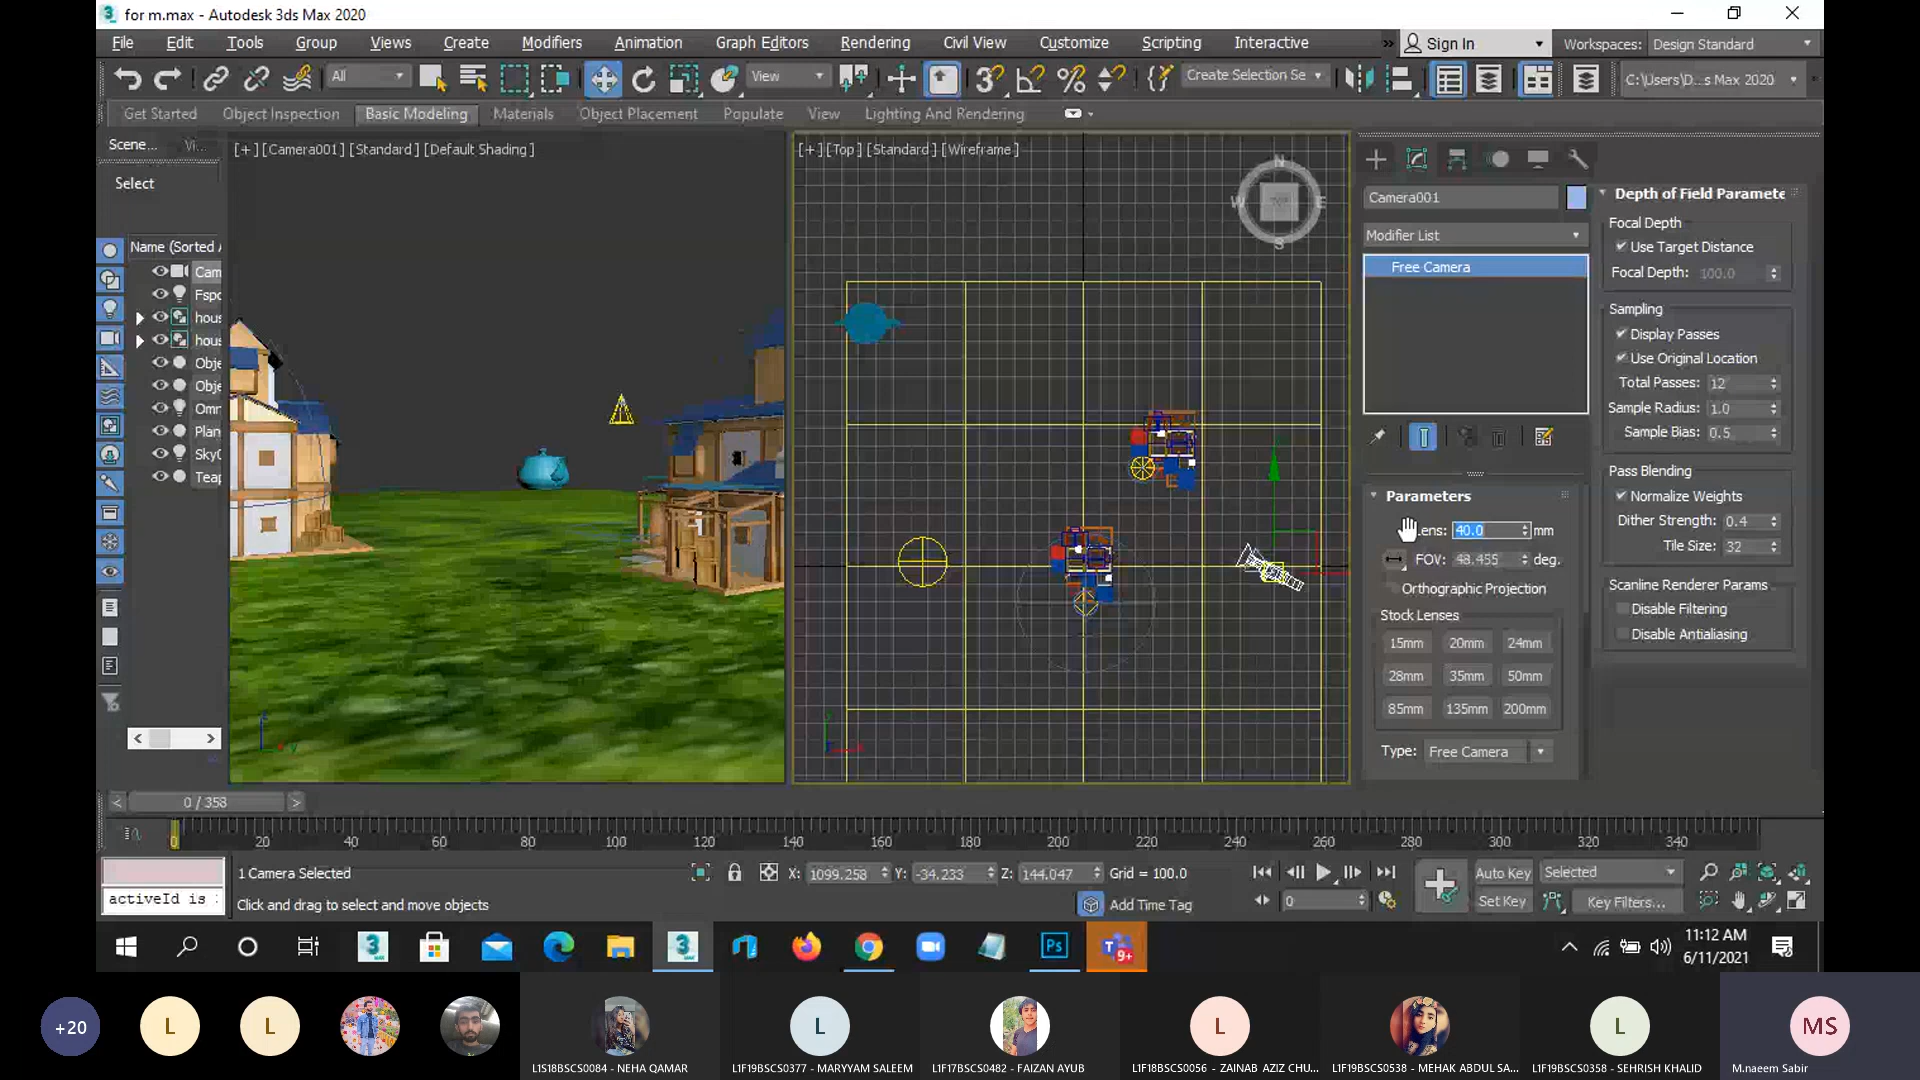 for m.max - Autodesk 3ds Max 2020
File Edit Tools Group Views Create Modifiers Animation Graph Editors Rendering Civil View Customize Scripting Interactive » Sign In Workspaces: Design Standard
All View Create Selection Se C:\Users\D...s Max 2020
Get Started Object Inspection Basic Modeling Materials Object Placement Populate View Lighting And Rendering
Scene...
Select
Name (Sorted
Cam
Fspo
hous
hous
Obje
Obje
Omn
Plan
SkyC
Teap
[+] [Camera001] [Standard] [Default Shading]
[+] [Top] [Standard] [Wireframe]
N
W E
S
Camera001
Modifier List
Free Camera
Parameters
Lens: 40.0 mm
FOV: 48.455 deg.
Orthographic Projection
Stock Lenses
15mm 20mm 24mm
28mm 35mm 50mm
85mm 135mm 200mm
Type: Free Camera
Depth of Field Paramete
Focal Depth
Use Target Distance
Focal Depth: 100.0
Sampling
Display Passes
Use Original Location
Total Passes: 12
Sample Radius: 1.0
Sample Bias: 0.5
Pass Blending
Normalize Weights
Dither Strength: 0.4
Tile Size: 32
Scanline Renderer Params
Disable Filtering
Disable Antialiasing
< 0 / 358 >
0 20 40 60 80 100 120 140 160 180 200 220 240 260 280 300 320 340
1 Camera Selected X: 1099.258 Y: -34.233 Z: 144.047 Grid = 100.0 Auto Key Selected
activeId is : Click and drag to select and move objects Add Time Tag 0 Set Key Key Filters...
Ps 9+
11:12 AM
6/11/2021
+20 L L L L L MS
L1S18BSCS0084 - NEHA QAMAR L1F19BSCS0377 - MARYYAM SALEEM L1F17BSCS0482 - FAIZAN AYUB L1F18BSCS0056 - ZAINAB AZIZ CHU... L1F19BSCS0538 - MEHAK ABDUL SA... L1F19BSCS0358 - SEHRISH KHALID M.naeem Sabir